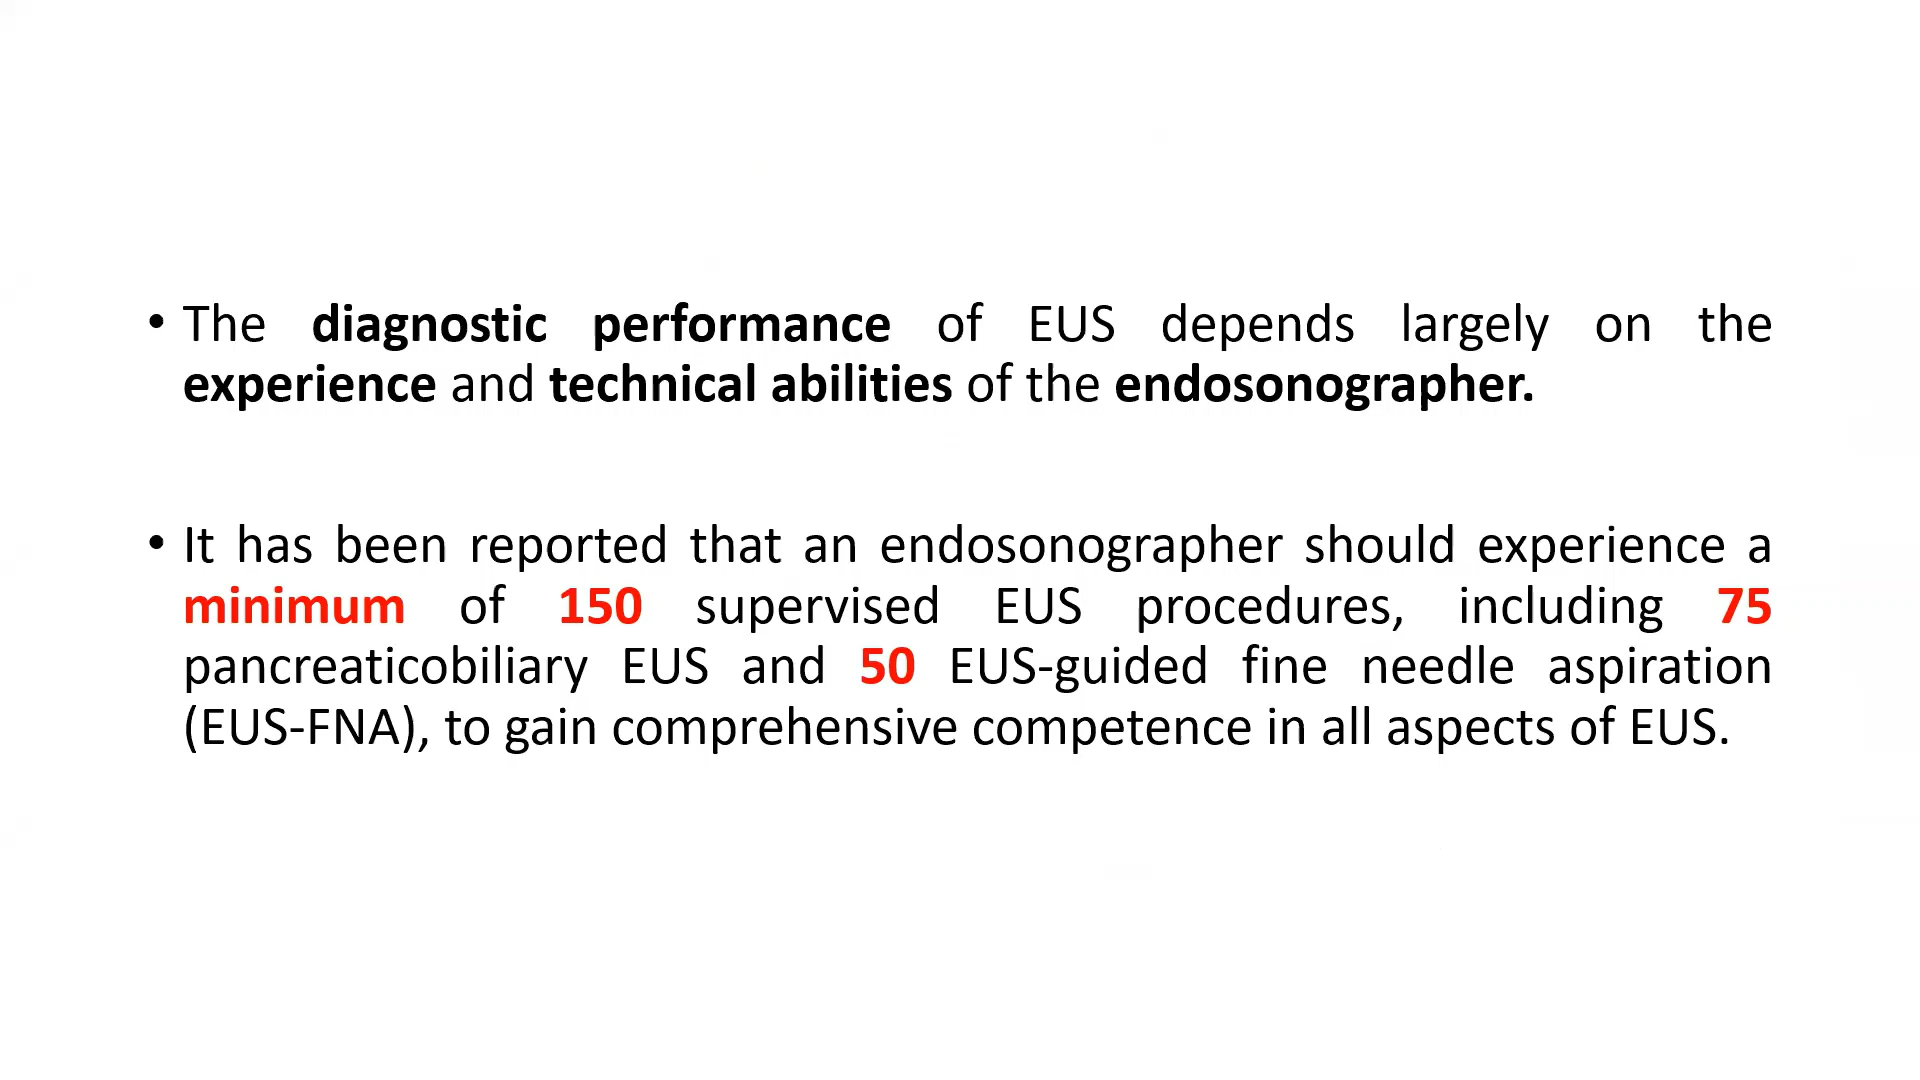 • The diagnostic performance of EUS depends largely on the
experience and technical abilities of the endosonographer.
• It has been reported that an endosonographer should experience a
minimum of 150 supervised EUS procedures, including 75
pancreaticobiliary EUS and 50 EUS-guided fine needle aspiration
(EUS-FNA), to gain comprehensive competence in all aspects of EUS.